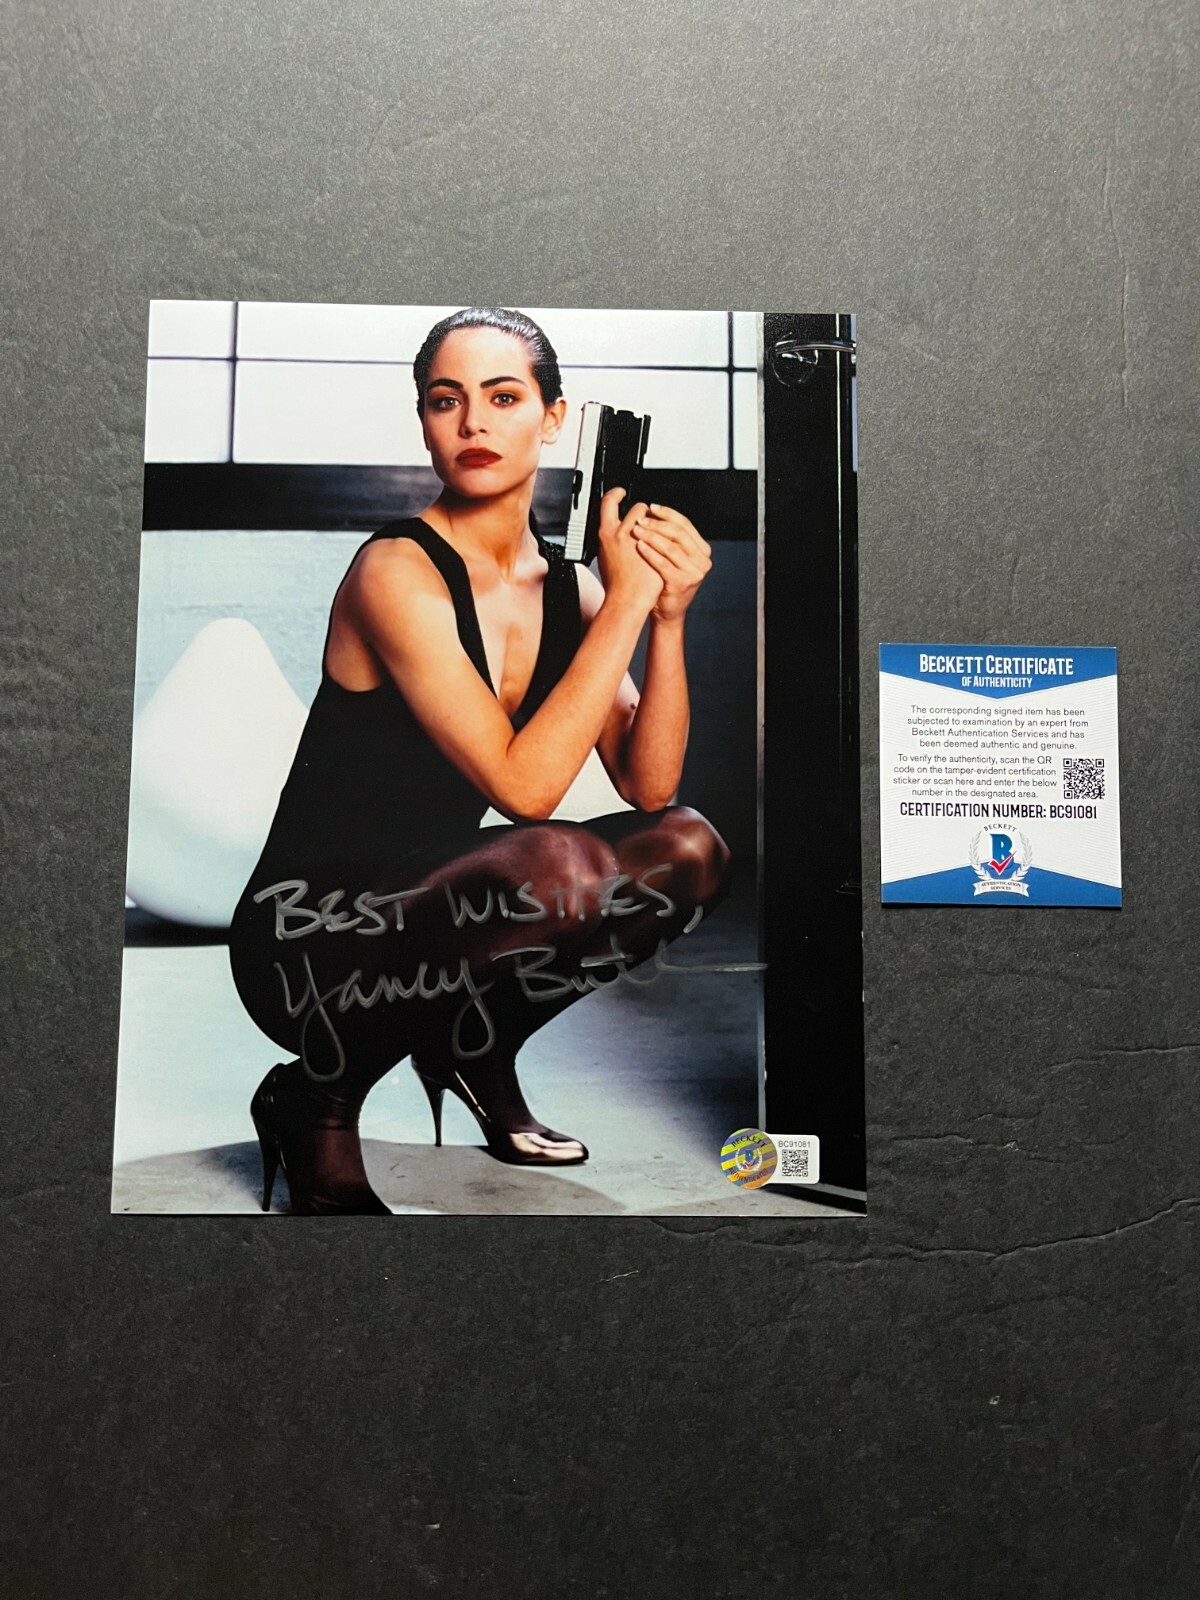 BEST WISHES,
Yancy Butler
BECKETT
B
BC91081
BECKETT CERTIFICATE
OF AUTHENTICITY
The corresponding signed item has been
subjected to examination by an expert from
Beckett Authentication Services and has
been deemed authentic and genuine.
To verify the authenticity, scan the QR
code on the tamper-evident certification
sticker or scan here and enter the below
number in the designated area.
CERTIFICATION NUMBER: BC91081
BECKETT
B
AUTHENTICATION
SERVICES